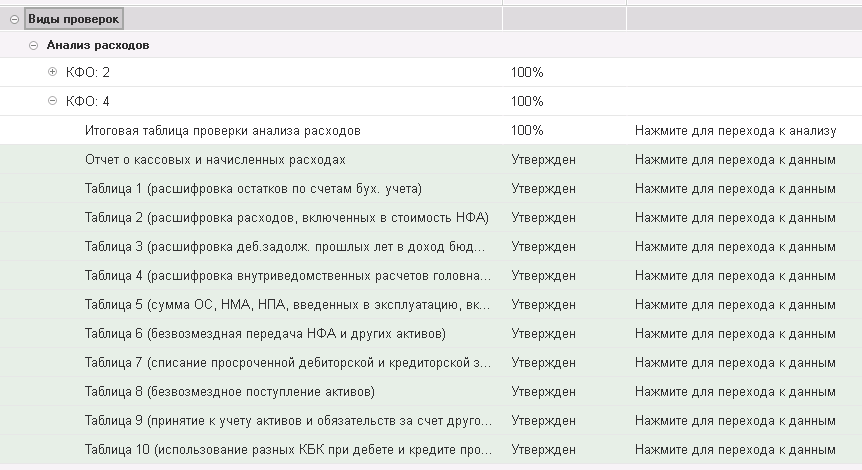 Виды проверок
Анализ расходов
КФО: 2 100%
КФО: 4 100%
Итоговая таблица проверки анализа расходов 100% Нажмите для перехода к анализу
Отчет о кассовых и начисленных расходах Утвержден Нажмите для перехода к данным
Таблица 1 (расшифровка остатков по счетам бух. учета) Утвержден Нажмите для перехода к данным
Таблица 2 (расшифровка расходов, включенных в стоимость НФА) Утвержден Нажмите для перехода к данным
Таблица 3 (расшифровка деб.задолж. прошлых лет в доход бюд... Утвержден Нажмите для перехода к данным
Таблица 4 (расшифровка внутриведомственных расчетов головна... Утвержден Нажмите для перехода к данным
Таблица 5 (сумма ОС, НМА, НПА, введенных в эксплуатацию, вк... Утвержден Нажмите для перехода к данным
Таблица 6 (безвозмездная передача НФА и других активов) Утвержден Нажмите для перехода к данным
Таблица 7 (списание просроченной дебиторской и кредиторской з... Утвержден Нажмите для перехода к данным
Таблица 8 (безвозмездное поступление активов) Утвержден Нажмите для перехода к данным
Таблица 9 (принятие к учету активов и обязательств за счет друго... Утвержден Нажмите для перехода к данным
Таблица 10 (использование разных КБК при дебете и кредите про... Утвержден Нажмите для перехода к данным